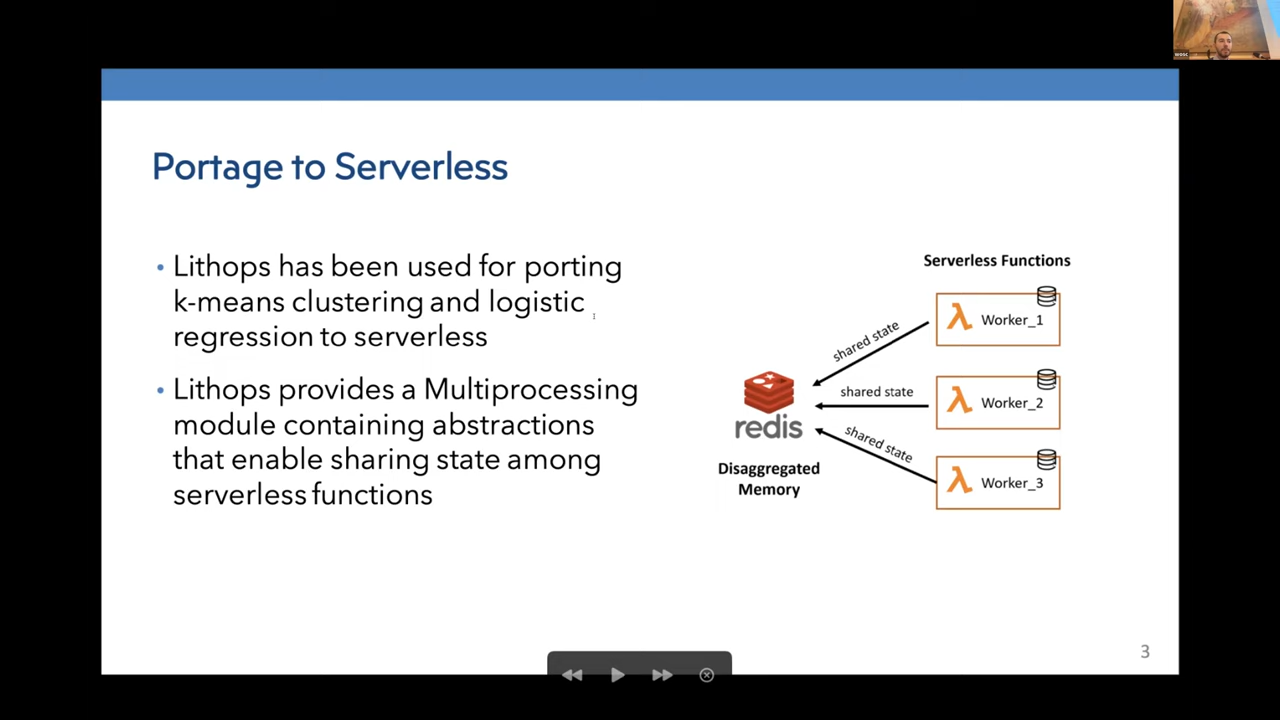 Portage to Serverless
• Lithops has been used for porting
k-means clustering and logistic
regression to serverless
• Lithops provides a Multiprocessing
module containing abstractions
that enable sharing state among
serverless functions
Serverless Functions
λ Worker_1
shared state
λ Worker_2
shared state
λ Worker_3
shared state
redis
Disaggregated
Memory
3